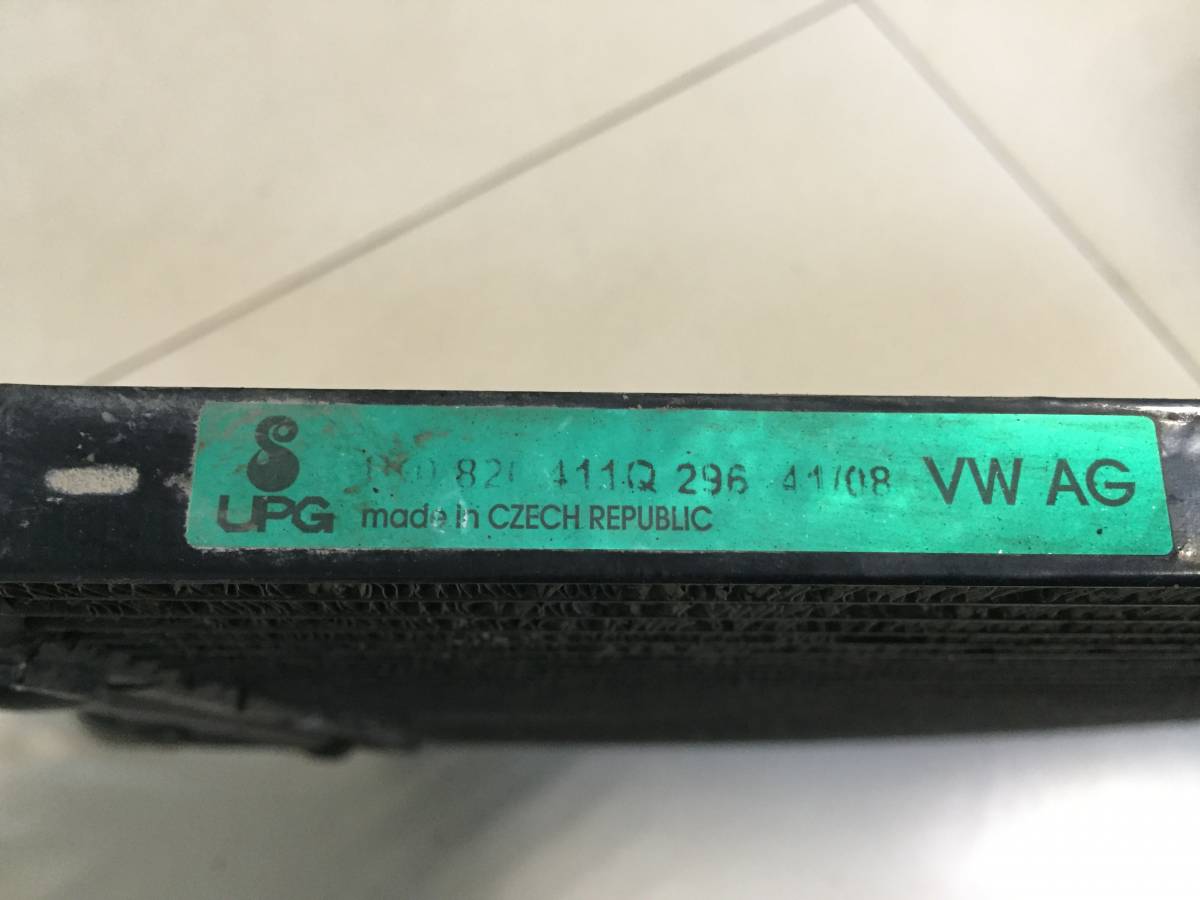 820 411Q 296 41/08 VW AG
UPG made in CZECH REPUBLIC